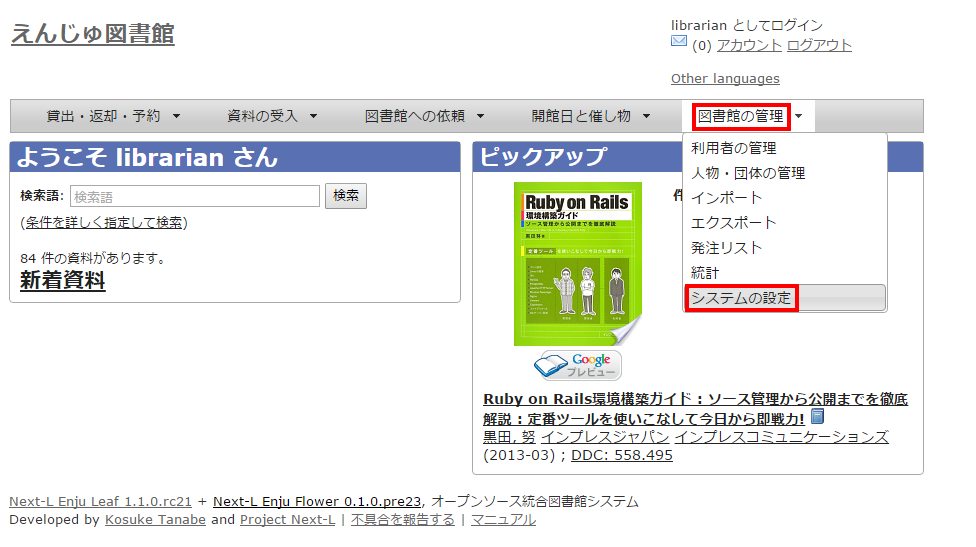 えんじゅ図書館
librarian としてログイン
(0) アカウント ログアウト
Other languages
貸出・返却・予約 資料の受入 図書館への依頼 開館日と催し物 図書館の管理
利用者の管理
人物・団体の管理
インポート
エクスポート
発注リスト
統計
システムの設定
ようこそ librarian さん
検索語: 検索語 検索
(条件を詳しく指定して検索)
84 件の資料があります。
新着資料
ピックアップ
Ruby on Rails
環境構築ガイド
ソース管理から公開までを徹底解説
Google
プレビュー
Ruby on Rails環境構築ガイド : ソース管理から公開までを徹底
解説 : 定番ツールを使いこなして今日から即戦力!
黒田, 努 インプレスジャパン インプレスコミュニケーションズ
(2013-03) ; DDC: 558.495
Next-L Enju Leaf 1.1.0.rc21 + Next-L Enju Flower 0.1.0.pre23, オープンソース統合図書館システム
Developed by Kosuke Tanabe and Project Next-L | 不具合を報告する | マニュアル